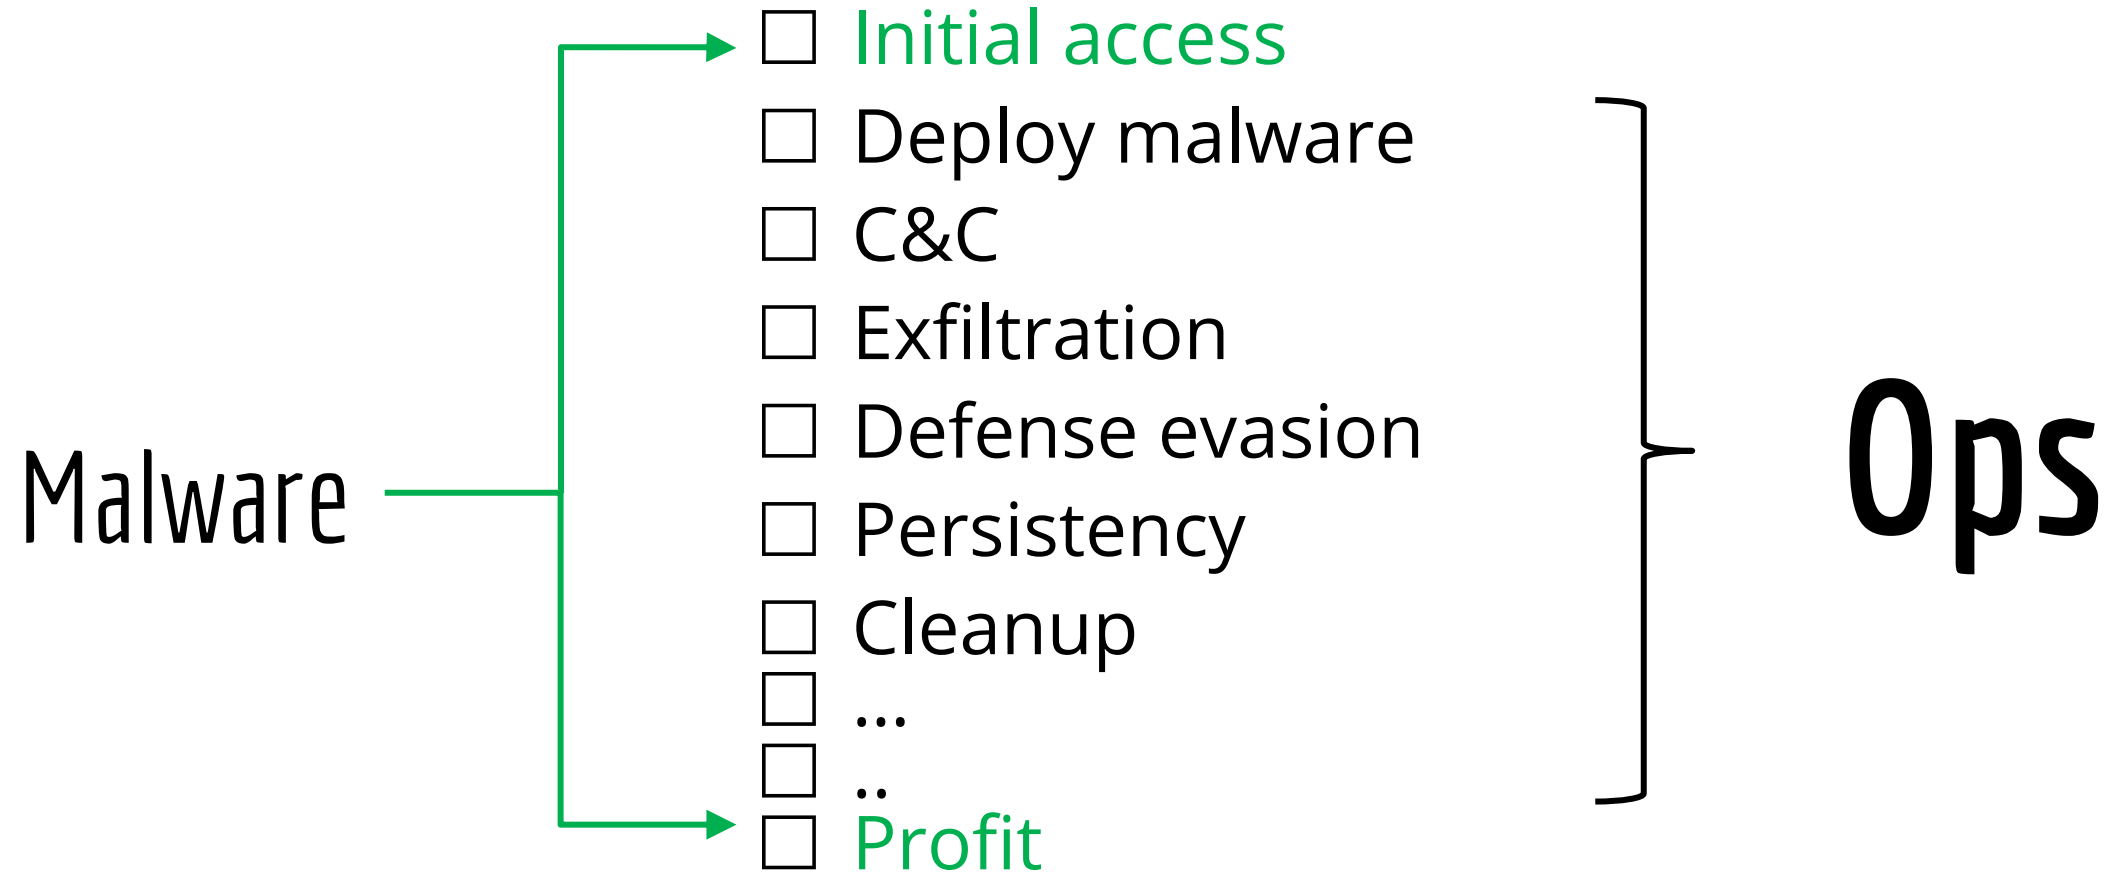 Initial access
Deploy malware
C&C
Exfiltration
Defense evasion
Persistency
Cleanup
...
..
Profit
Malware
Ops